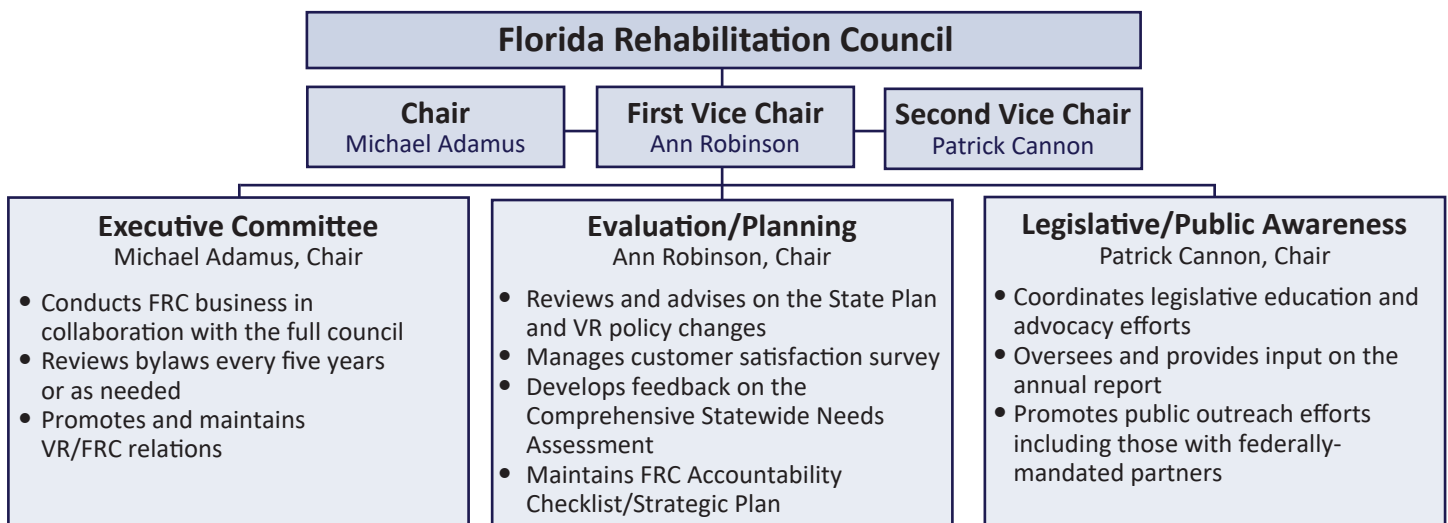 Florida Rehabilitation Council
Chair
Michael Adamus
First Vice Chair
Ann Robinson
Second Vice Chair
Patrick Cannon
Executive Committee
Michael Adamus, Chair
• Conducts FRC business in
collaboration with the full council
• Reviews bylaws every five years
or as needed
• Promotes and maintains
VR/FRC relations
Evaluation/Planning
Ann Robinson, Chair
• Reviews and advises on the State Plan
and VR policy changes
• Manages customer satisfaction survey
• Develops feedback on the
Comprehensive Statewide Needs
Assessment
• Maintains FRC Accountability
Checklist/Strategic Plan
Legislative/Public Awareness
Patrick Cannon, Chair
• Coordinates legislative education and
advocacy efforts
• Oversees and provides input on the
annual report
• Promotes public outreach efforts
including those with federally-
mandated partners